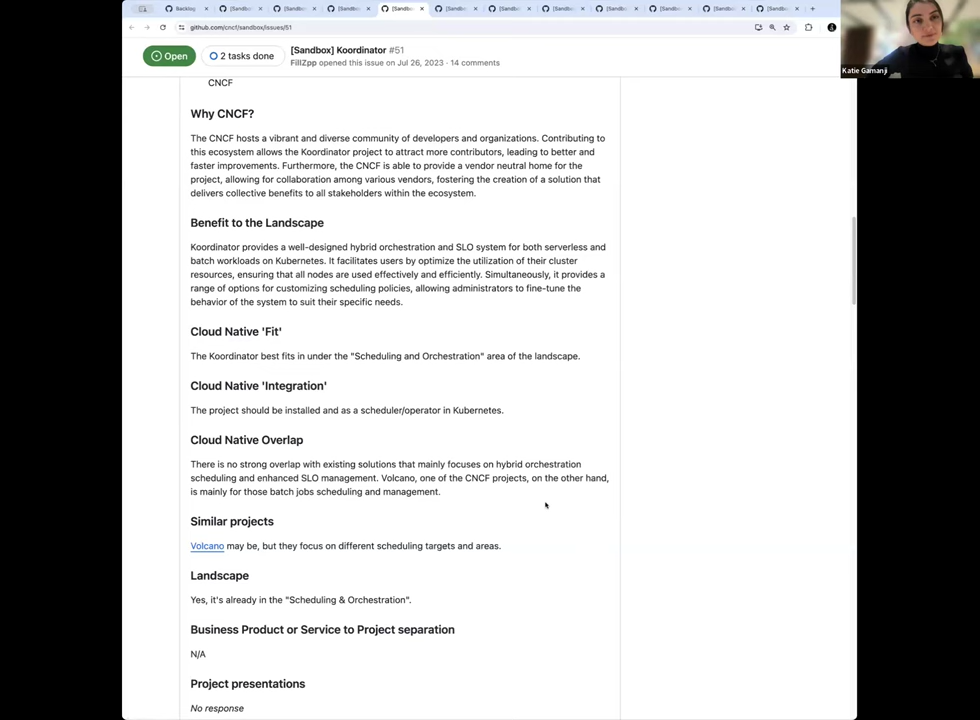 Backlog
[Sandbo
[Sandbo
[Sandbo
[Sandbo
[Sandbo
[Sandbo
[Sandbo
[Sandbo
[Sandbo
[Sandbo
[Sandbo
github.com/cncf/sandbox/issues/51
Open
2 tasks done
[Sandbox] Koordinator #51
FillZpp opened this issue on Jul 26, 2023 · 14 comments
Katie Gamanji
CNCF
Why CNCF?
The CNCF hosts a vibrant and diverse community of developers and organizations. Contributing to
this ecosystem allows the Koordinator project to attract more contributors, leading to better and
faster improvements. Furthermore, the CNCF is able to provide a vendor neutral home for the
project, allowing for collaboration among various vendors, fostering the creation of a solution that
delivers collective benefits to all stakeholders within the ecosystem.
Benefit to the Landscape
Koordinator provides a well-designed hybrid orchestration and SLO system for both serverless and
batch workloads on Kubernetes. It facilitates users by optimize the utilization of their cluster
resources, ensuring that all nodes are used effectively and efficiently. Simultaneously, it provides a
range of options for customizing scheduling policies, allowing administrators to fine-tune the
behavior of the system to suit their specific needs.
Cloud Native 'Fit'
The Koordinator best fits in under the "Scheduling and Orchestration" area of the landscape.
Cloud Native 'Integration'
The project should be installed and as a scheduler/operator in Kubernetes.
Cloud Native Overlap
There is no strong overlap with existing solutions that mainly focuses on hybrid orchestration
scheduling and enhanced SLO management. Volcano, one of the CNCF projects, on the other hand,
is mainly for those batch jobs scheduling and management.
Similar projects
Volcano may be, but they focus on different scheduling targets and areas.
Landscape
Yes, it's already in the "Scheduling & Orchestration".
Business Product or Service to Project separation
N/A
Project presentations
No response